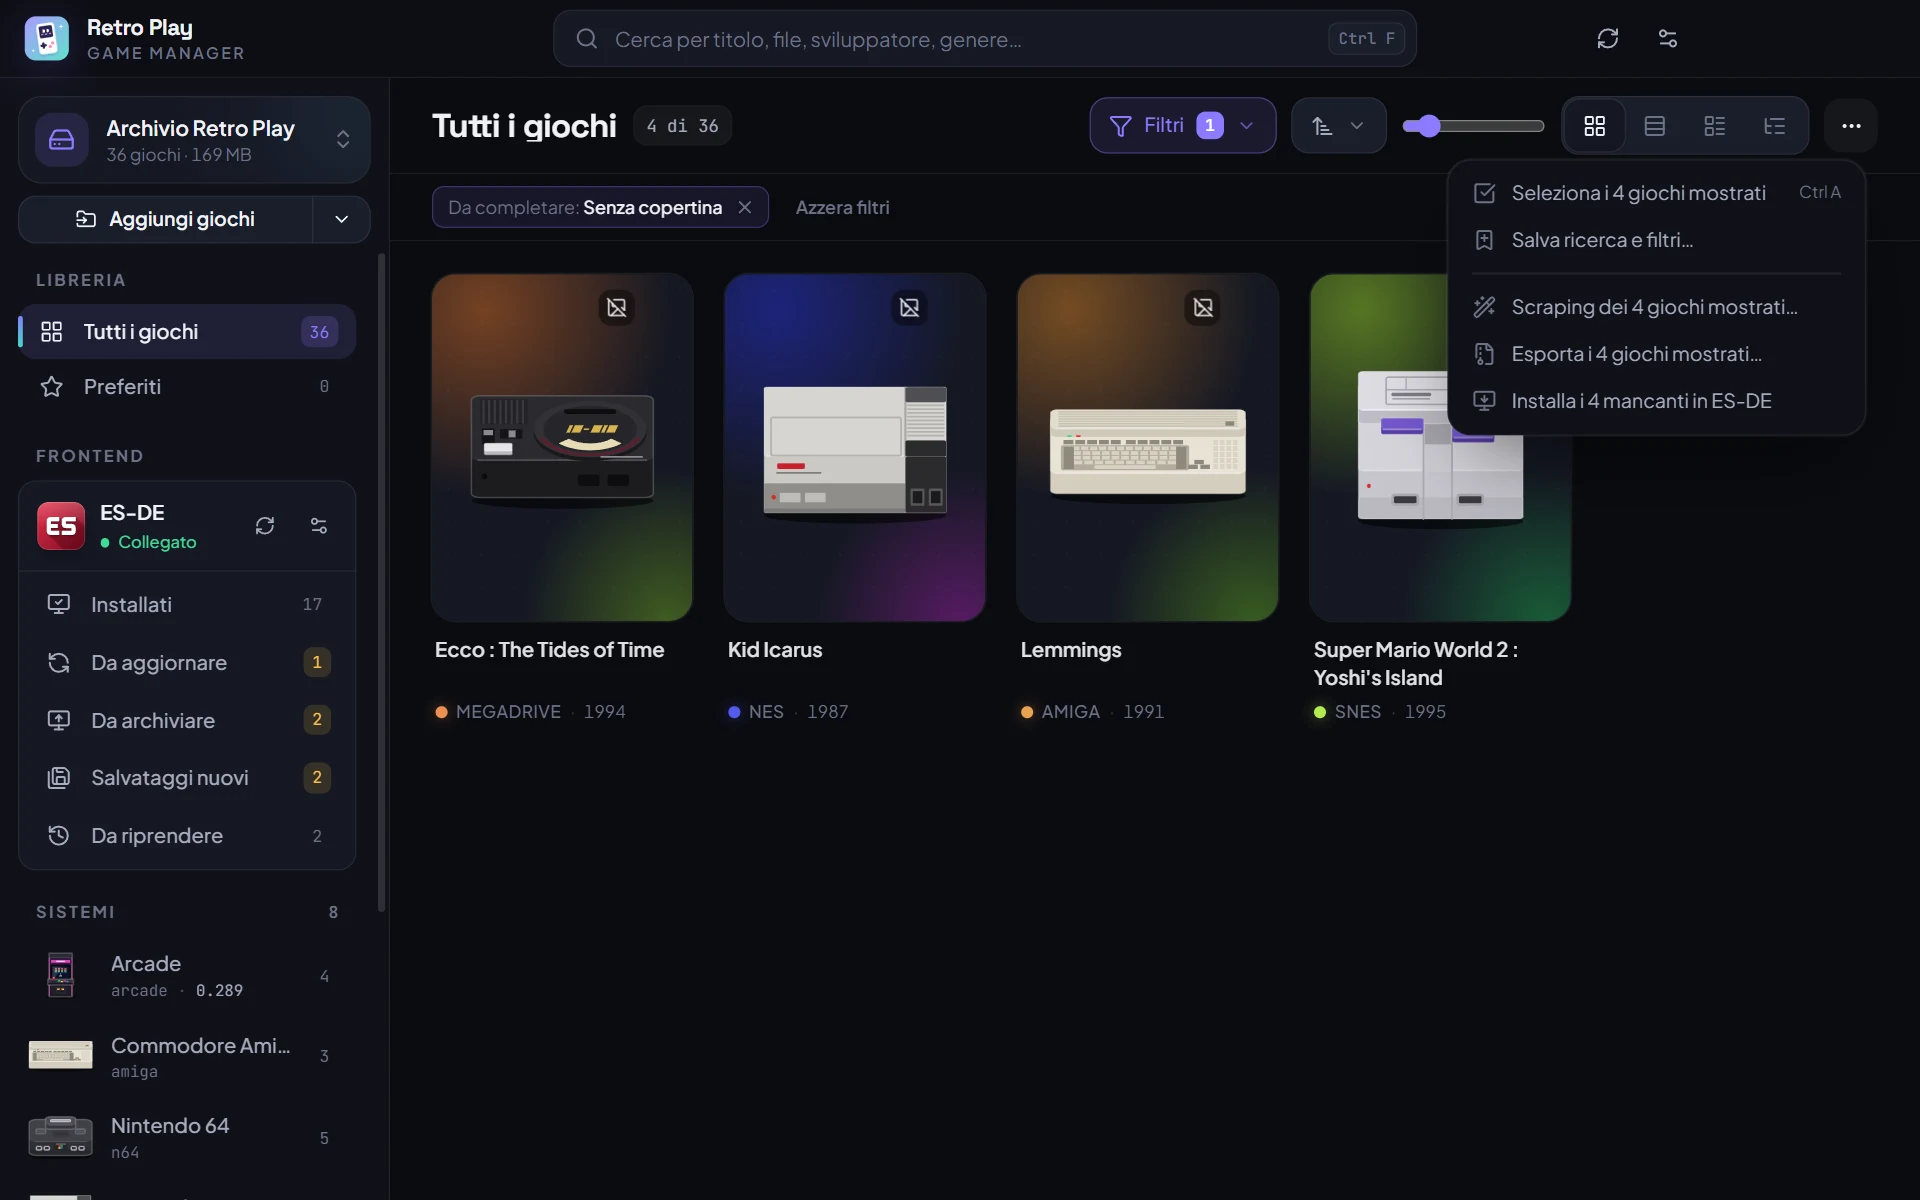 Retro Play
GAME MANAGER
Cerca per titolo, file, sviluppatore, genere...
Ctrl F
Archivio Retro Play
36 giochi · 169 MB
Aggiungi giochi
LIBRERIA
Tutti i giochi 36
Preferiti 0
FRONTEND
ES
ES-DE
Collegato
Installati 17
Da aggiornare 1
Da archiviare 2
Salvataggi nuovi 2
Da riprendere 2
SISTEMI 8
Arcade 4
arcade · 0.289
Commodore Ami... 3
amiga
Nintendo 64 5
n64
Tutti i giochi 4 di 36
Filtri 1
Da completare: Senza copertina
Azzera filtri
Seleziona i 4 giochi mostrati Ctrl A
Salva ricerca e filtri...
Scraping dei 4 giochi mostrati...
Esporta i 4 giochi mostrati...
Installa i 4 mancanti in ES-DE
Ecco : The Tides of Time
MEGADRIVE · 1994
Kid Icarus
NES · 1987
Lemmings
AMIGA · 1991
Super Mario World 2 :
Yoshi's Island
SNES · 1995